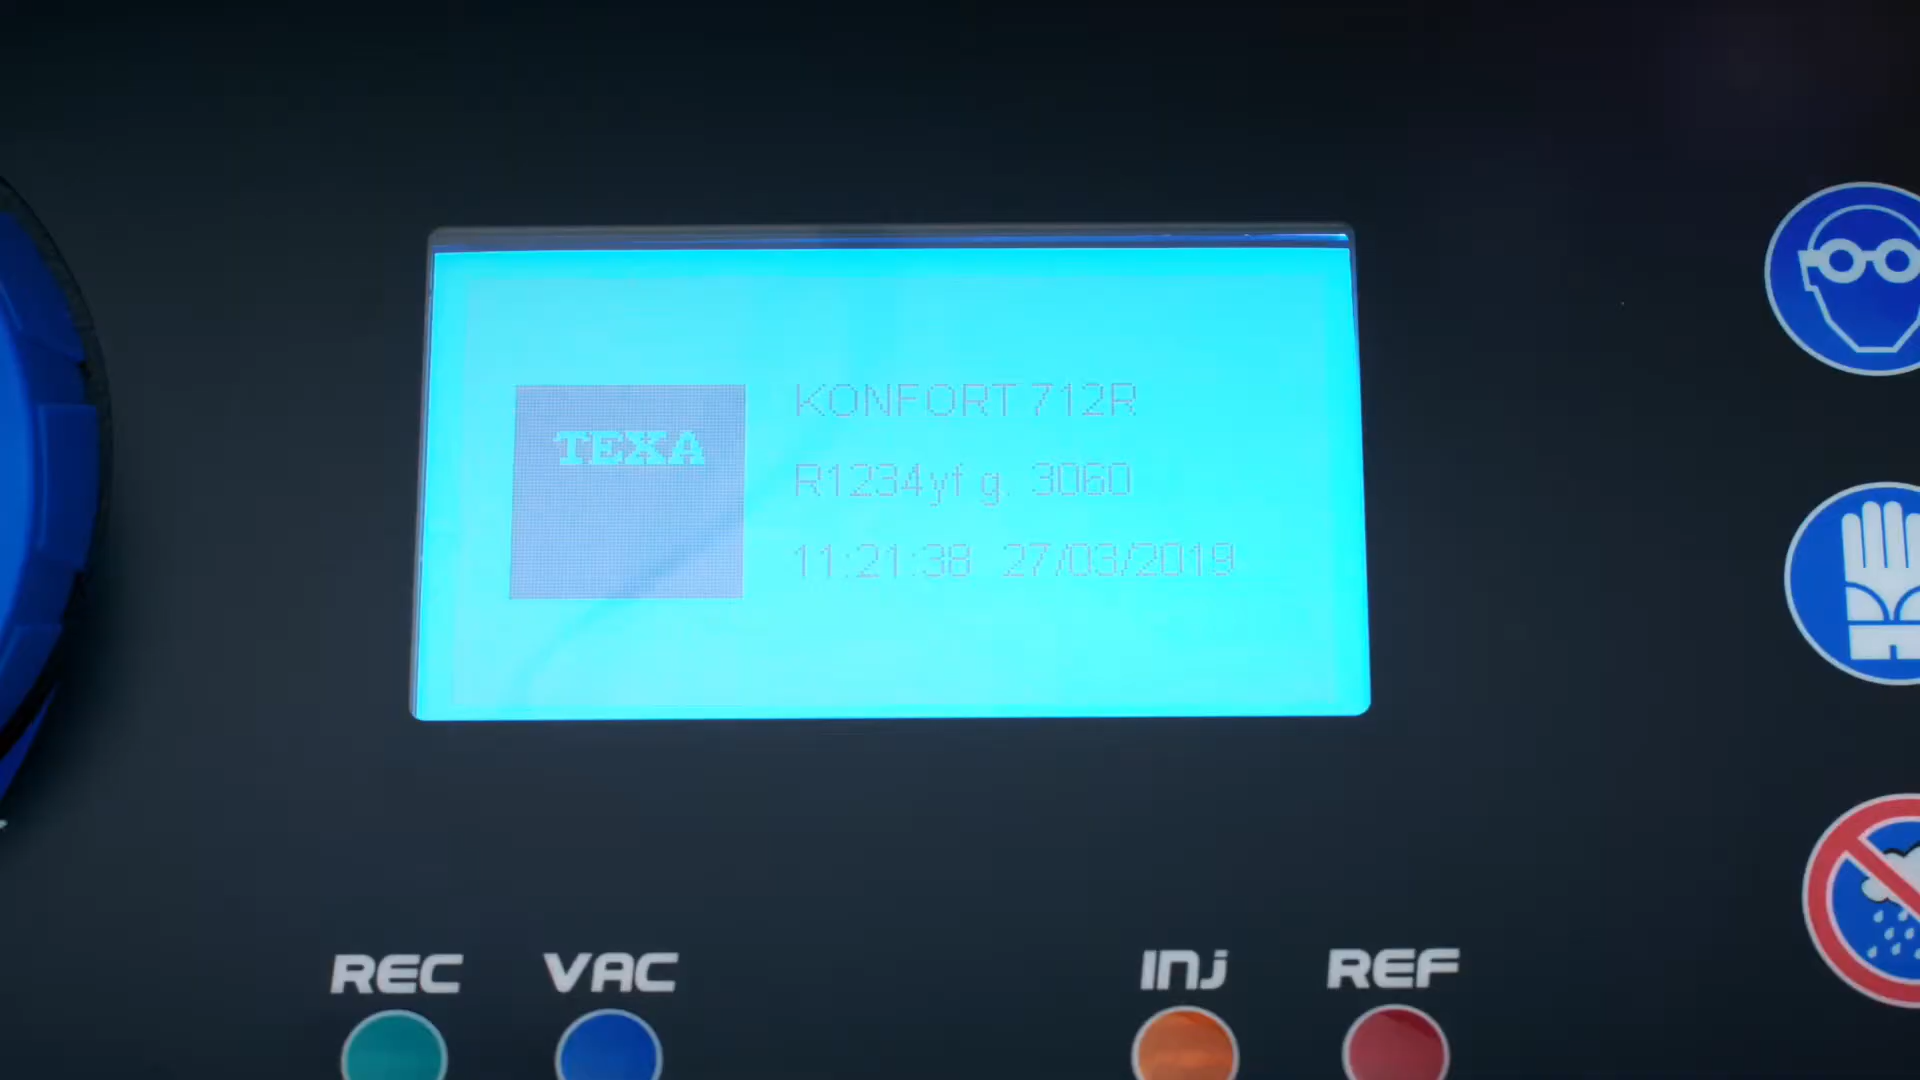 TEXA
KONFORT 712R
R1234yf g. 3060
11:21:38 27/03/2019
REC VAC INJ REF